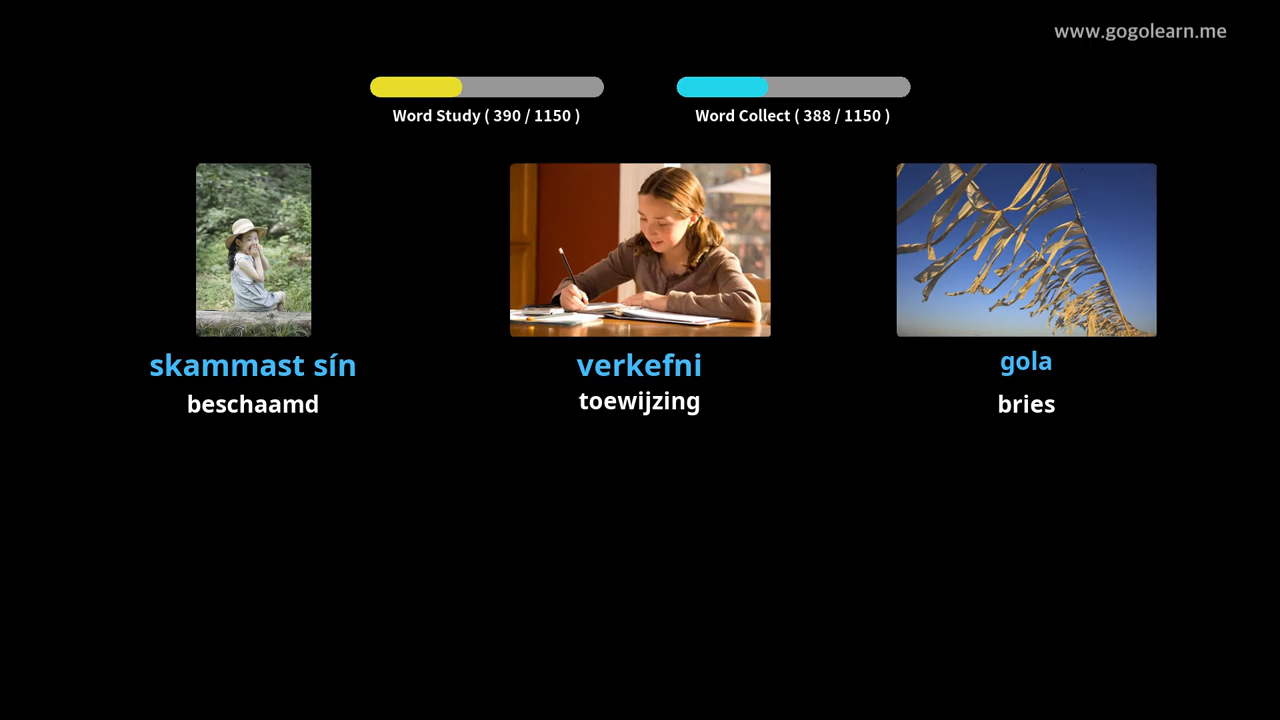 www.gogolearn.me
Word Study ( 390 / 1150 )
Word Collect ( 388 / 1150 )
skammast sín
beschaamd
verkefni
toewijzing
gola
bries